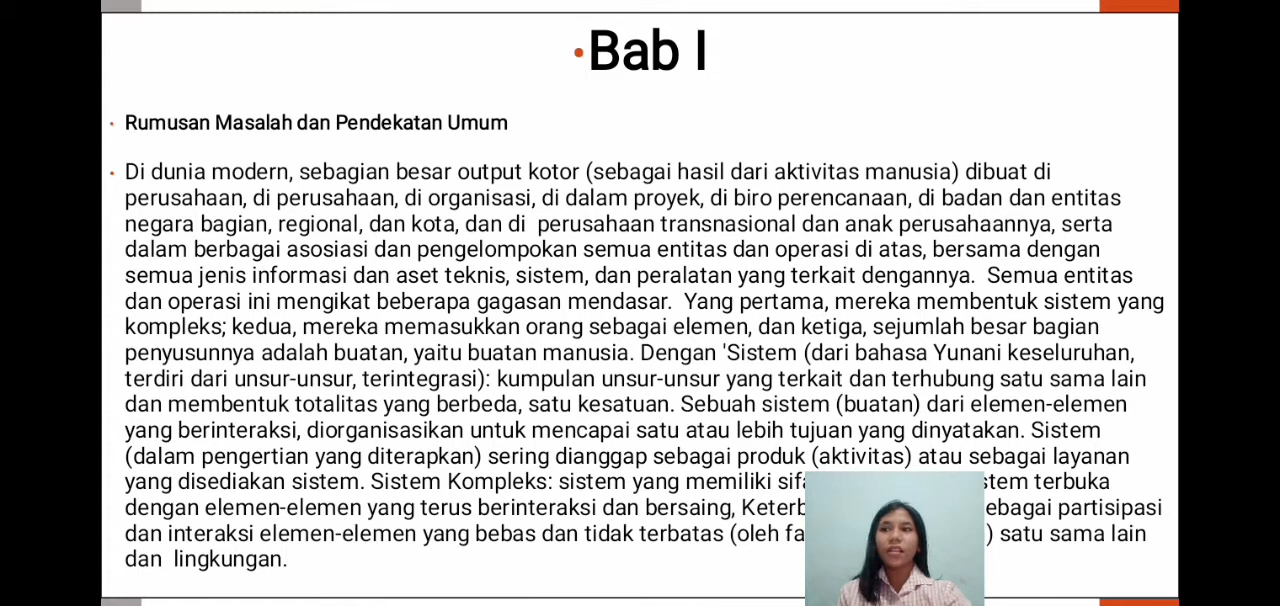 •Bab I
• Rumusan Masalah dan Pendekatan Umum
• Di dunia modern, sebagian besar output kotor (sebagai hasil dari aktivitas manusia) dibuat di
perusahaan, di perusahaan, di organisasi, di dalam proyek, di biro perencanaan, di badan dan entitas
negara bagian, regional, dan kota, dan di perusahaan transnasional dan anak perusahaannya, serta
dalam berbagai asosiasi dan pengelompokan semua entitas dan operasi di atas, bersama dengan
semua jenis informasi dan aset teknis, sistem, dan peralatan yang terkait dengannya. Semua entitas
dan operasi ini mengikat beberapa gagasan mendasar. Yang pertama, mereka membentuk sistem yang
kompleks; kedua, mereka memasukkan orang sebagai elemen, dan ketiga, sejumlah besar bagian
penyusunnya adalah buatan, yaitu buatan manusia. Dengan 'Sistem (dari bahasa Yunani keseluruhan,
terdiri dari unsur-unsur, terintegrasi): kumpulan unsur-unsur yang terkait dan terhubung satu sama lain
dan membentuk totalitas yang berbeda, satu kesatuan. Sebuah sistem (buatan) dari elemen-elemen
yang berinteraksi, diorganisasikan untuk mencapai satu atau lebih tujuan yang dinyatakan. Sistem
(dalam pengertian yang diterapkan) sering dianggap sebagai produk (aktivitas) atau sebagai layanan
yang disediakan sistem. Sistem Kompleks: sistem yang memiliki terbuka
dengan elemen-elemen yang terus berinteraksi dan bersaing, partisipasi
dan interaksi elemen-elemen yang bebas dan tidak terbatas (oleh ) satu sama lain
dan lingkungan.